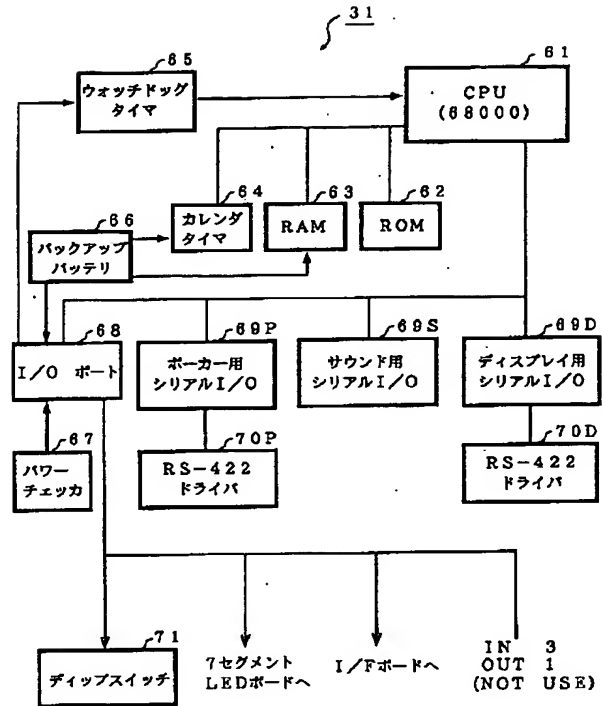 31
65
ウォッチドッグ
タイマ
61
CPU
(68000)
64
カレンダ
タイマ
63
RAM
62
ROM
66
バックアップ
バッテリ
68
I/O ポート
69P
ポーカー用
シリアルI/O
69S
サウンド用
シリアルI/O
69D
ディスプレイ用
シリアルI/O
67
パワー
チェッカ
70P
RS-422
ドライバ
70D
RS-422
ドライバ
71
ディップスイッチ
7セグメント
LEDボードへ
I/Fボードへ
IN 3
OUT 1
(NOT USE)